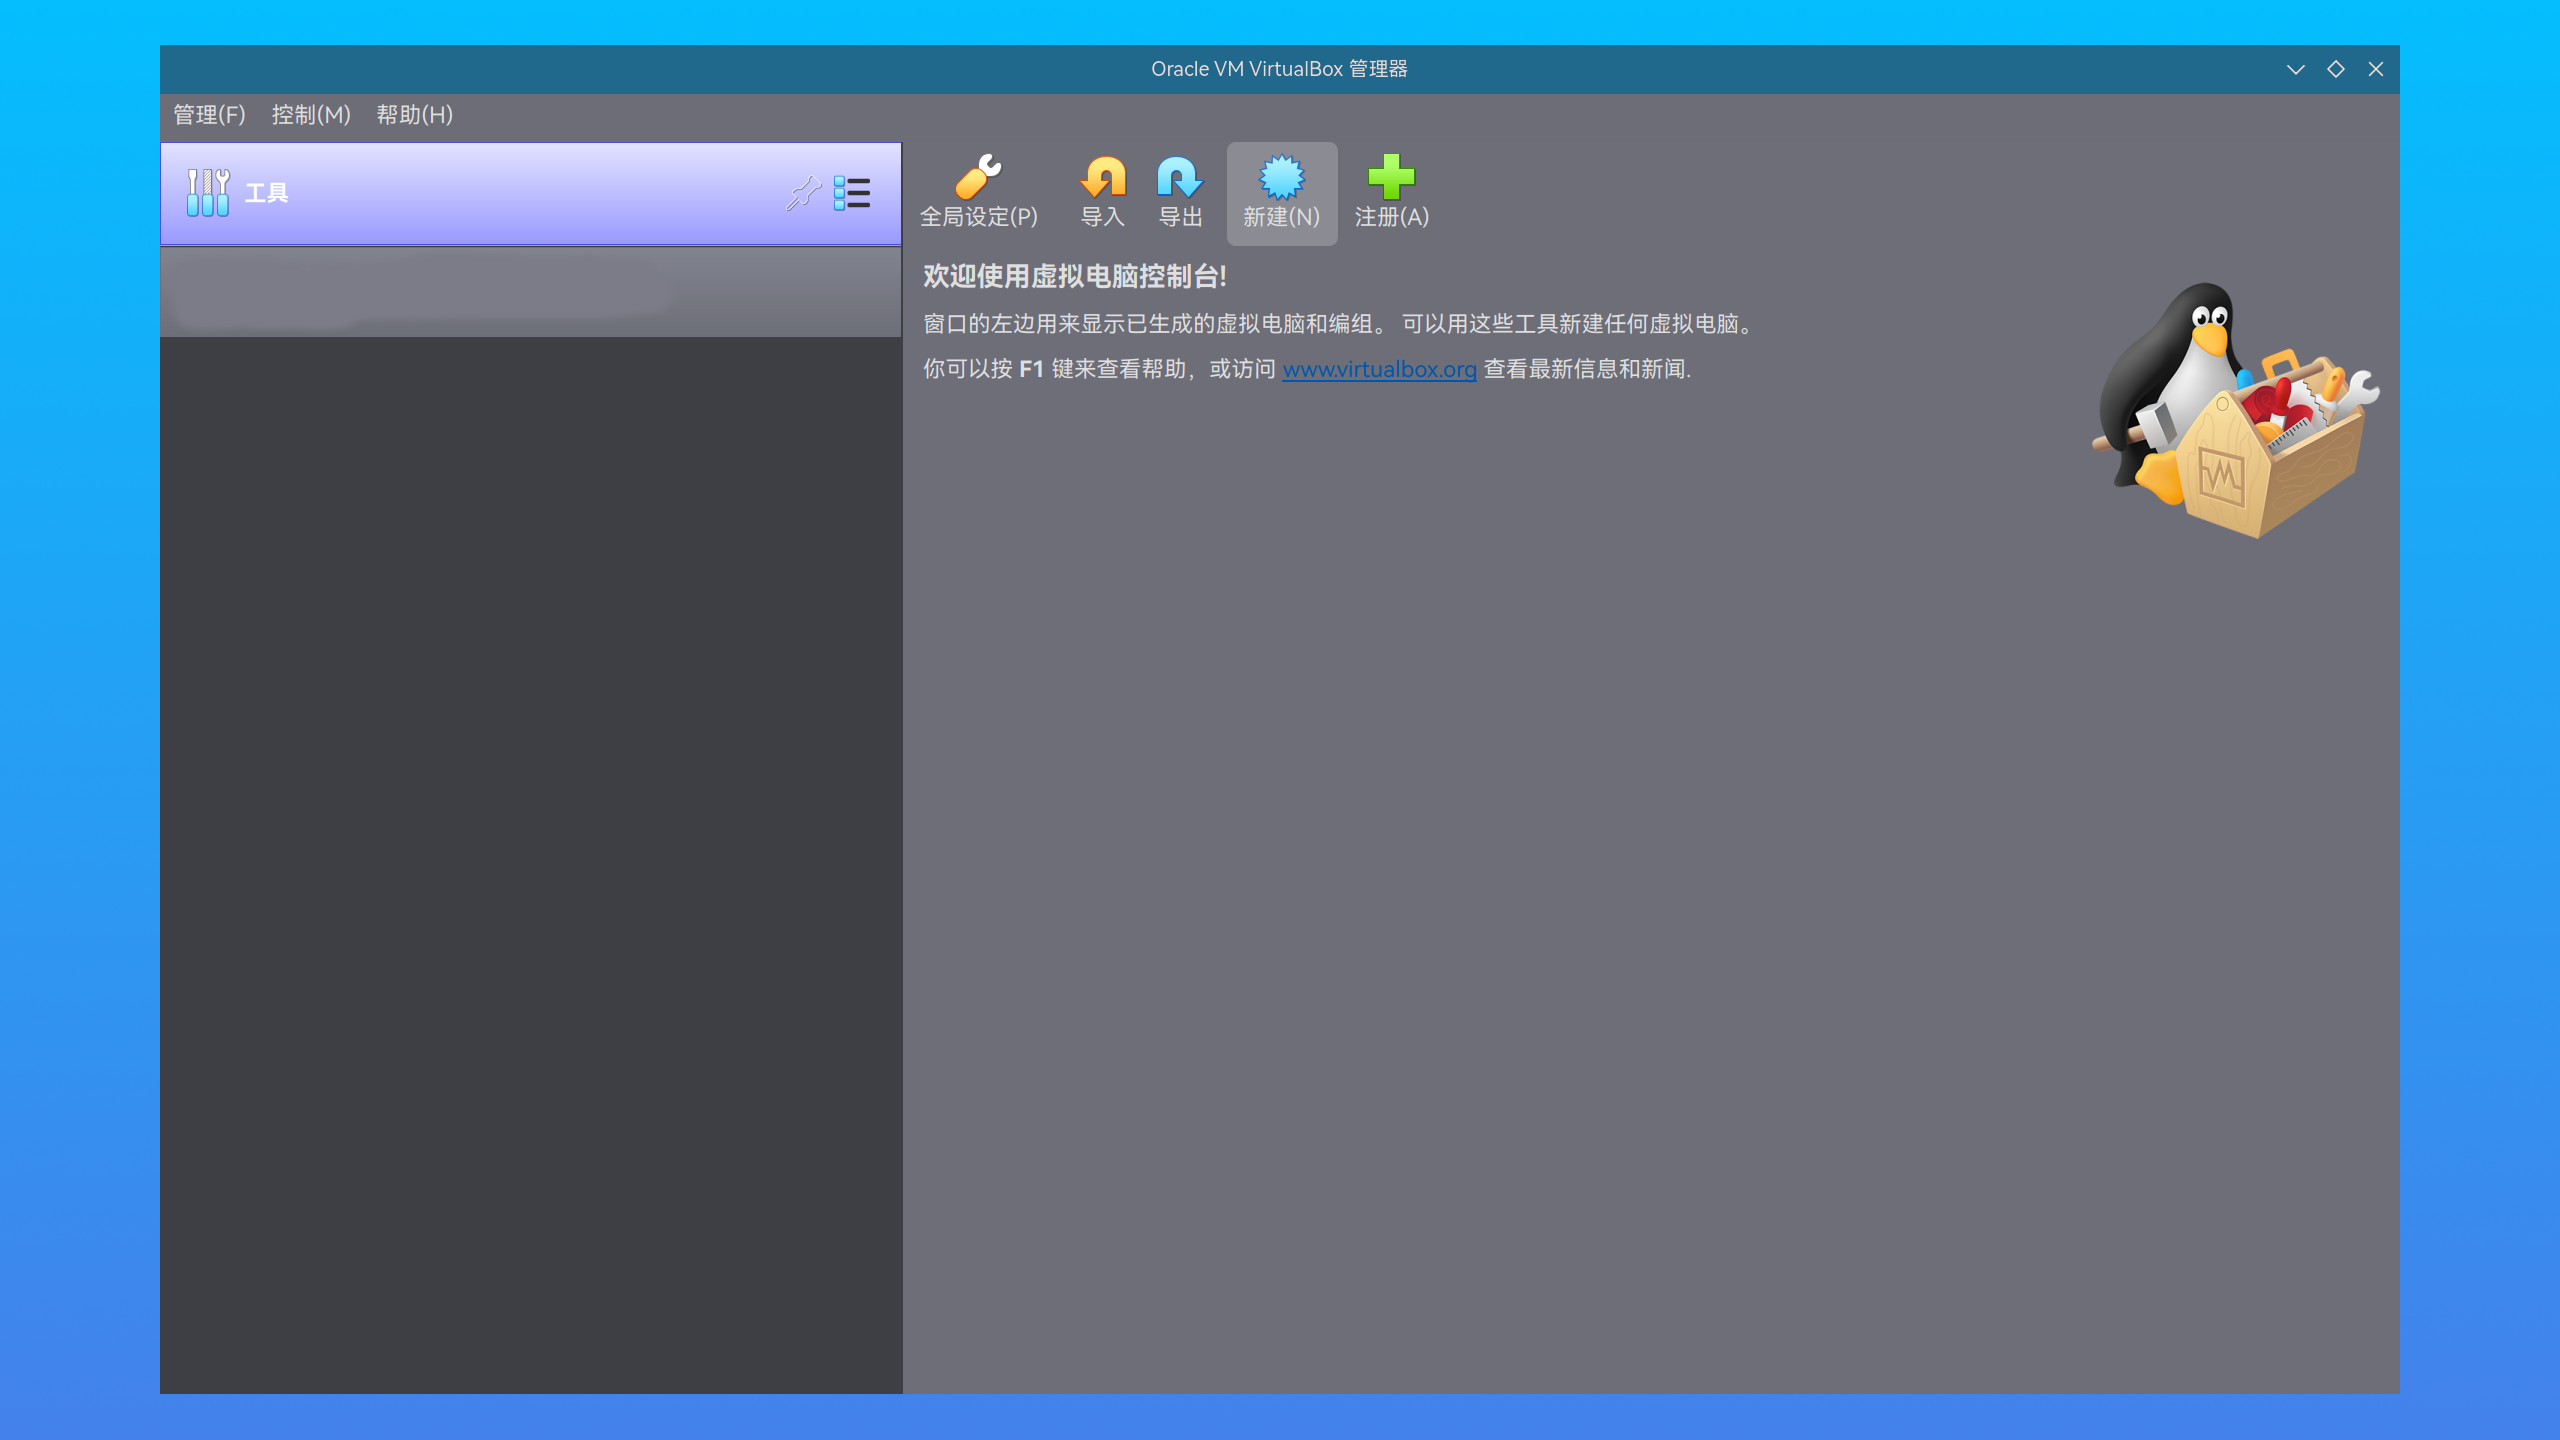 Oracle VM VirtualBox 管理器
管理(F) 控制(M) 帮助(H)
工具
全局设定(P) 导入 导出 新建(N) 注册(A)
欢迎使用虚拟电脑控制台!
窗口的左边用来显示已生成的虚拟电脑和编组。 可以用这些工具新建任何虚拟电脑。
你可以按 F1 键来查看帮助，或访问 www.virtualbox.org 查看最新信息和新闻.